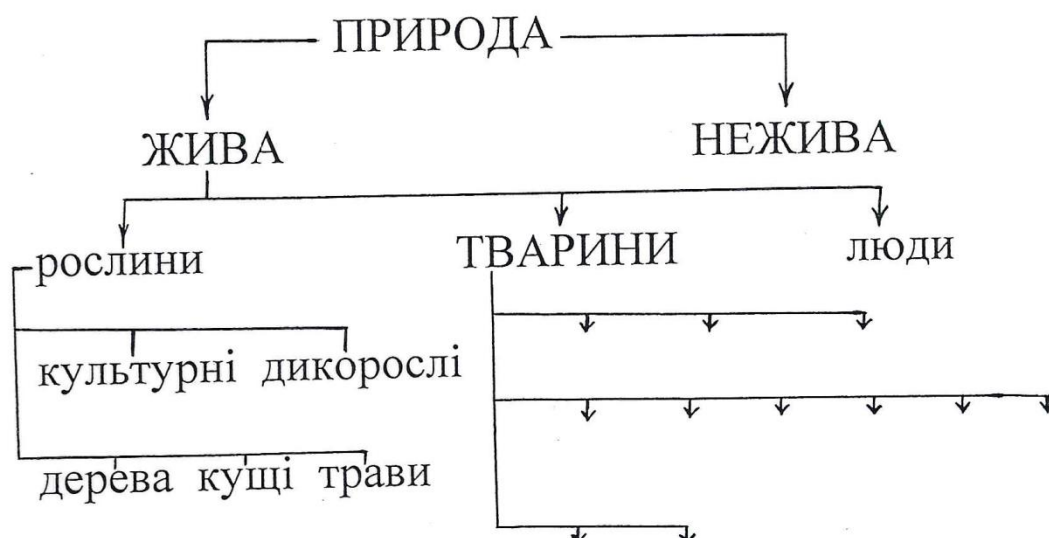 ПРИРОДА
ЖИВА НЕЖИВА
рослини ТВАРИНИ люди
культурні дикорослі
дерева кущі трави